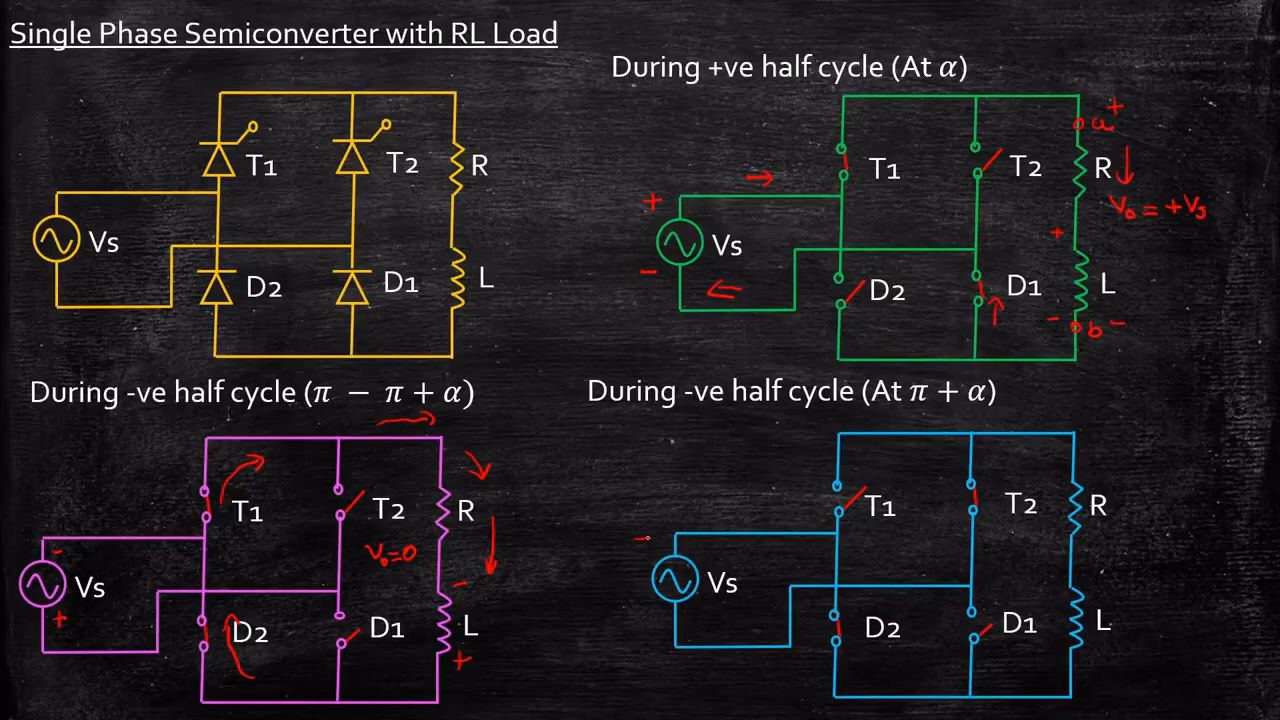 Single Phase Semiconverter with RL Load
T1
T2
R
Vs
D2
D1
L
During +ve half cycle (At α)
+
a
T1
T2
R
+
V₀ = +Vs
Vs
+
-
D2
D1
L
- b -
During -ve half cycle (π − π + α)
T1
T2
R
V₀=0
-
Vs
-
+
D2
D1
L
+
During -ve half cycle (At π + α)
T1
T2
R
-
Vs
D2
D1
L